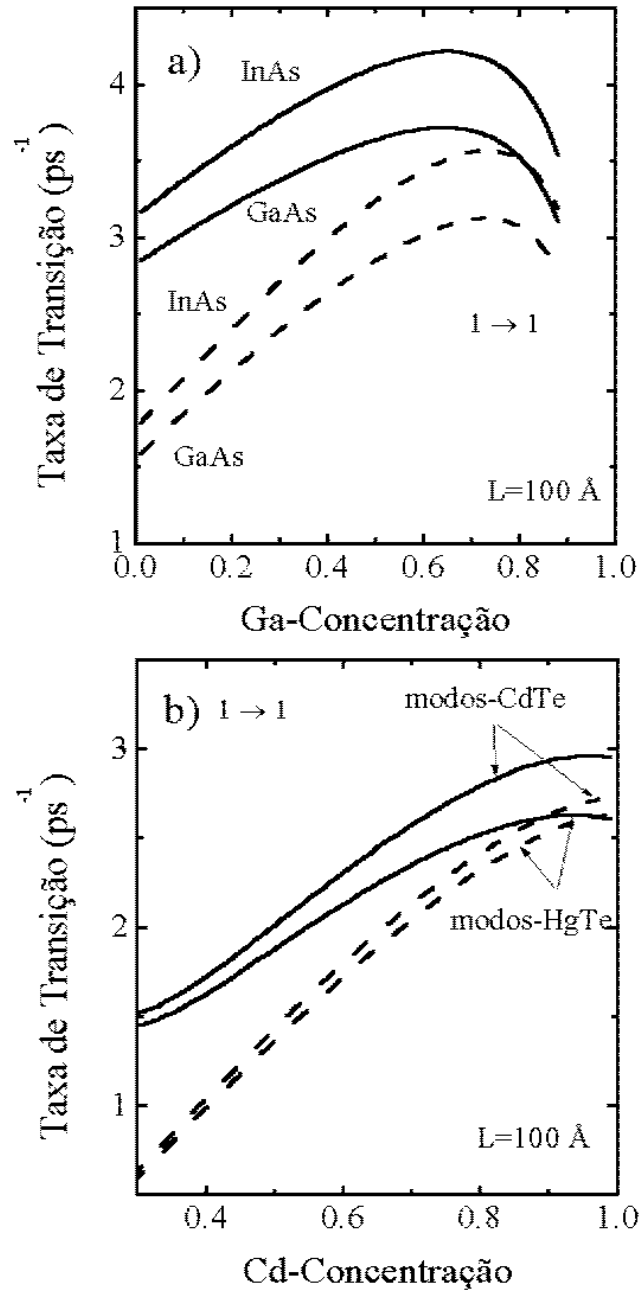 a)
InAs
GaAs
InAs
GaAs
1 → 1
L=100 Å
4
3
2
1
0.0 0.2 0.4 0.6 0.8 1.0
Taxa de Transição (ps⁻¹)
Ga-Concentração
b) 1 → 1
modos-CdTe
modos-HgTe
L=100 Å
3
2
1
0.4 0.6 0.8 1.0
Taxa de Transição (ps⁻¹)
Cd-Concentração